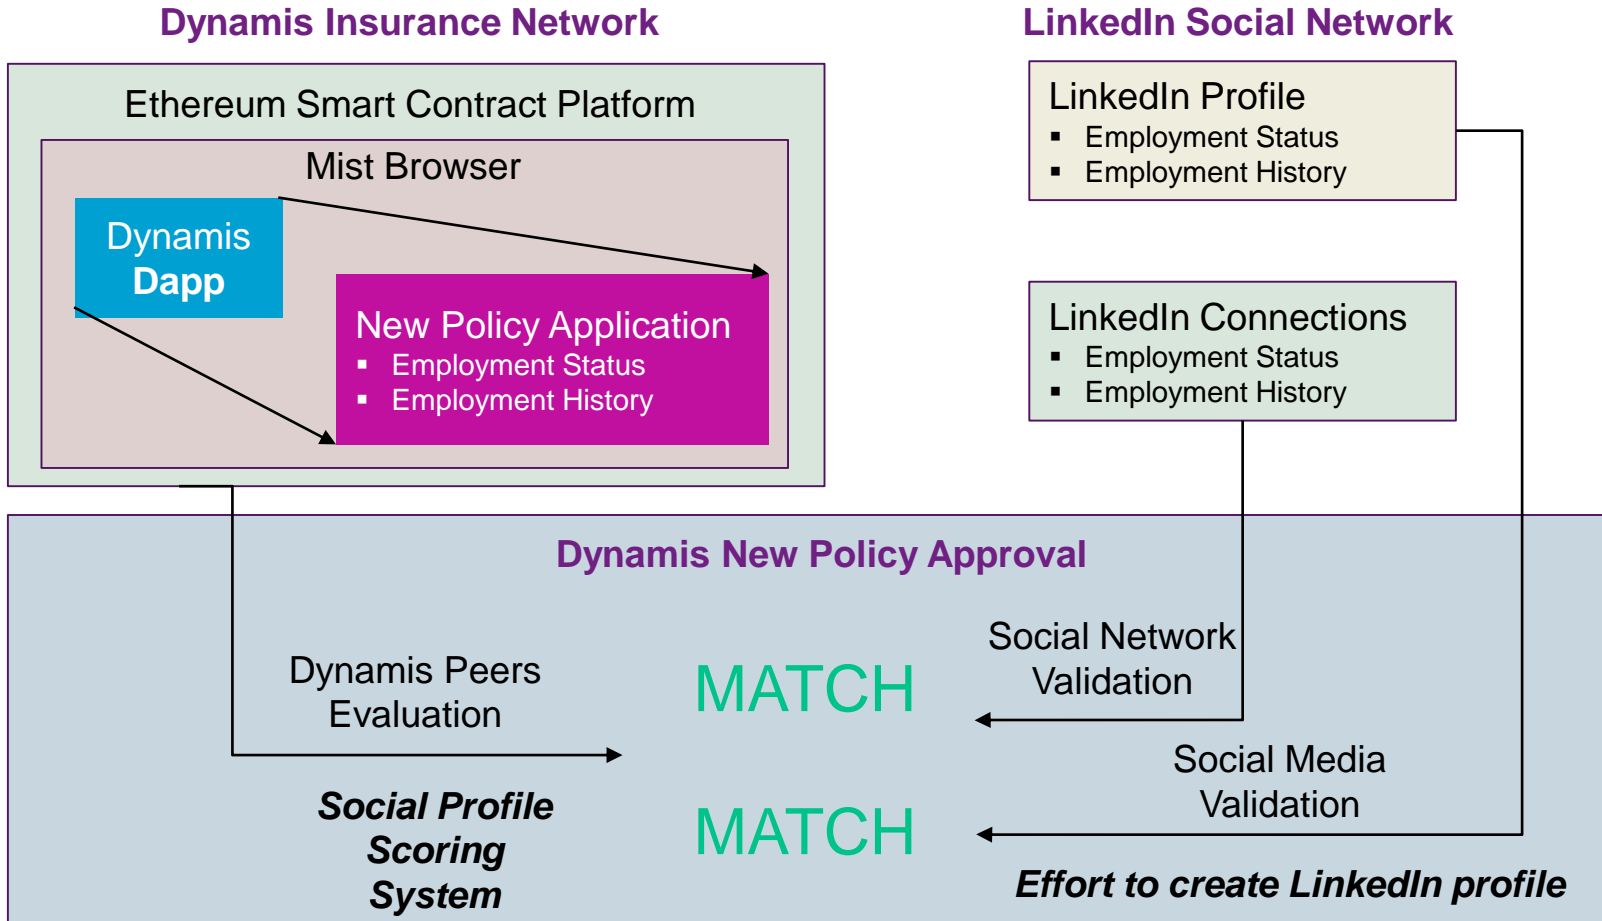 Dynamis Insurance Network
Ethereum Smart Contract Platform
Mist Browser
Dynamis
Dapp
New Policy Application
▪ Employment Status
▪ Employment History
LinkedIn Social Network
LinkedIn Profile
▪ Employment Status
▪ Employment History
LinkedIn Connections
▪ Employment Status
▪ Employment History
Dynamis New Policy Approval
Dynamis Peers
Evaluation
Social Profile
Scoring
System
MATCH
MATCH
Social Network
Validation
Social Media
Validation
Effort to create LinkedIn profile